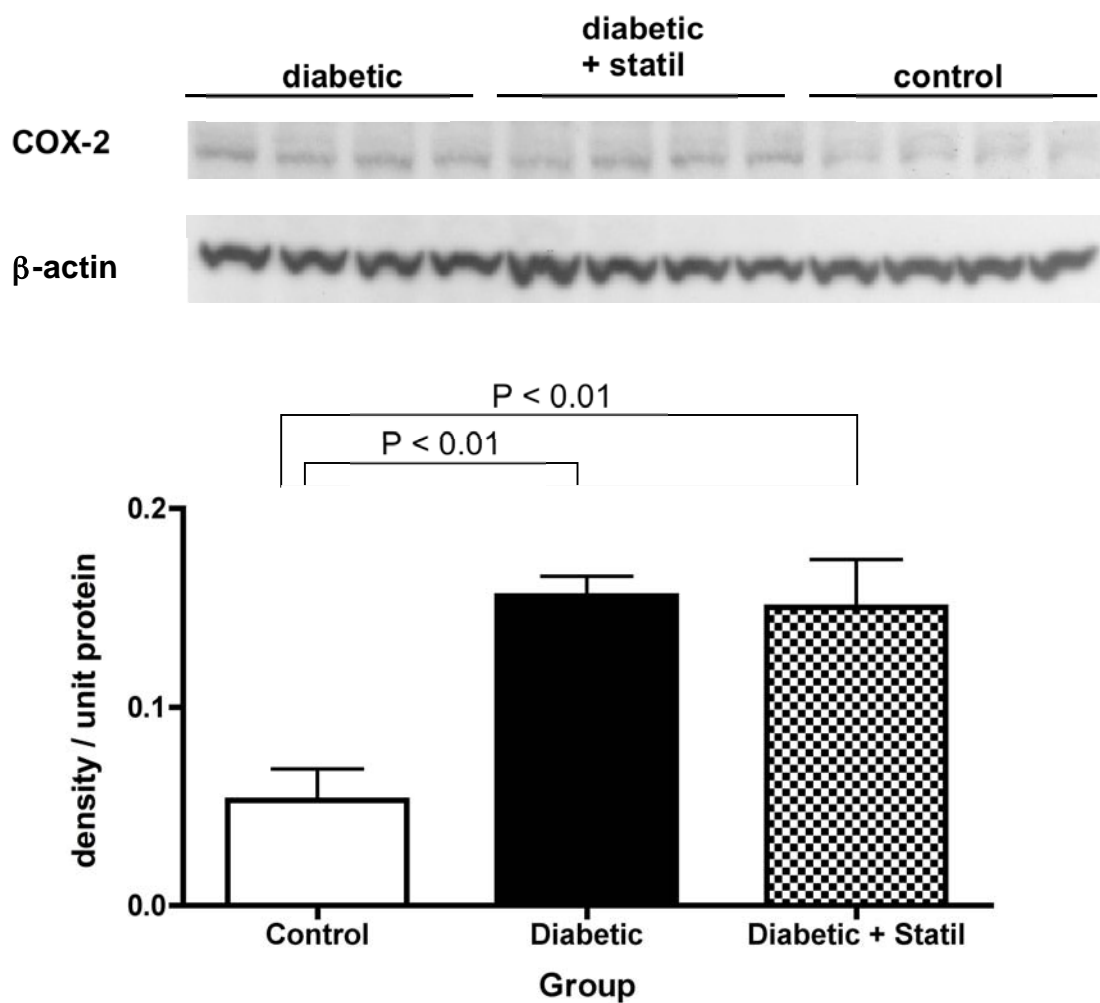 diabetic
diabetic
+ statil
control
COX-2
β-actin
P < 0.01
P < 0.01
0.2
0.1
0.0
density / unit protein
Control
Diabetic
Diabetic + Statil
Group